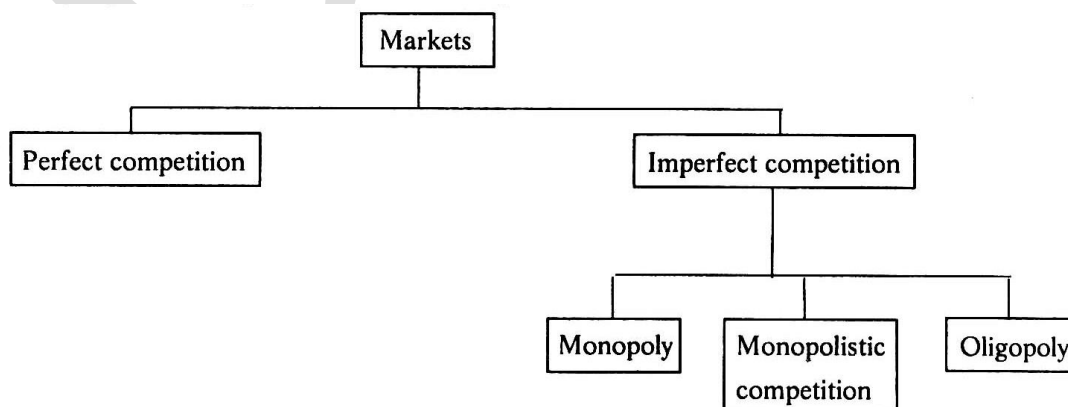 Markets
Perfect competition
Imperfect competition
Monopoly
Monopolistic
competition
Oligopoly